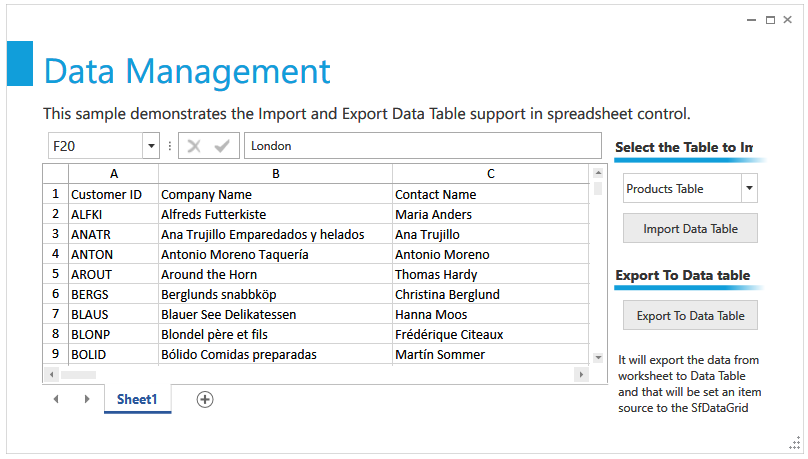 Data Management
This sample demonstrates the Import and Export Data Table support in spreadsheet control.
F20
London
A B C
1 Customer ID Company Name Contact Name
2 ALFKI Alfreds Futterkiste Maria Anders
3 ANATR Ana Trujillo Emparedados y helados Ana Trujillo
4 ANTON Antonio Moreno Taquería Antonio Moreno
5 AROUT Around the Horn Thomas Hardy
6 BERGS Berglunds snabbköp Christina Berglund
7 BLAUS Blauer See Delikatessen Hanna Moos
8 BLONP Blondel père et fils Frédérique Citeaux
9 BOLID Bólido Comidas preparadas Martín Sommer
Sheet1
Select the Table to
Products Table
Import Data Table
Export To Data table
Export To Data Table
It will export the data from
worksheet to Data Table
and that will be set an item
source to the SfDataGrid